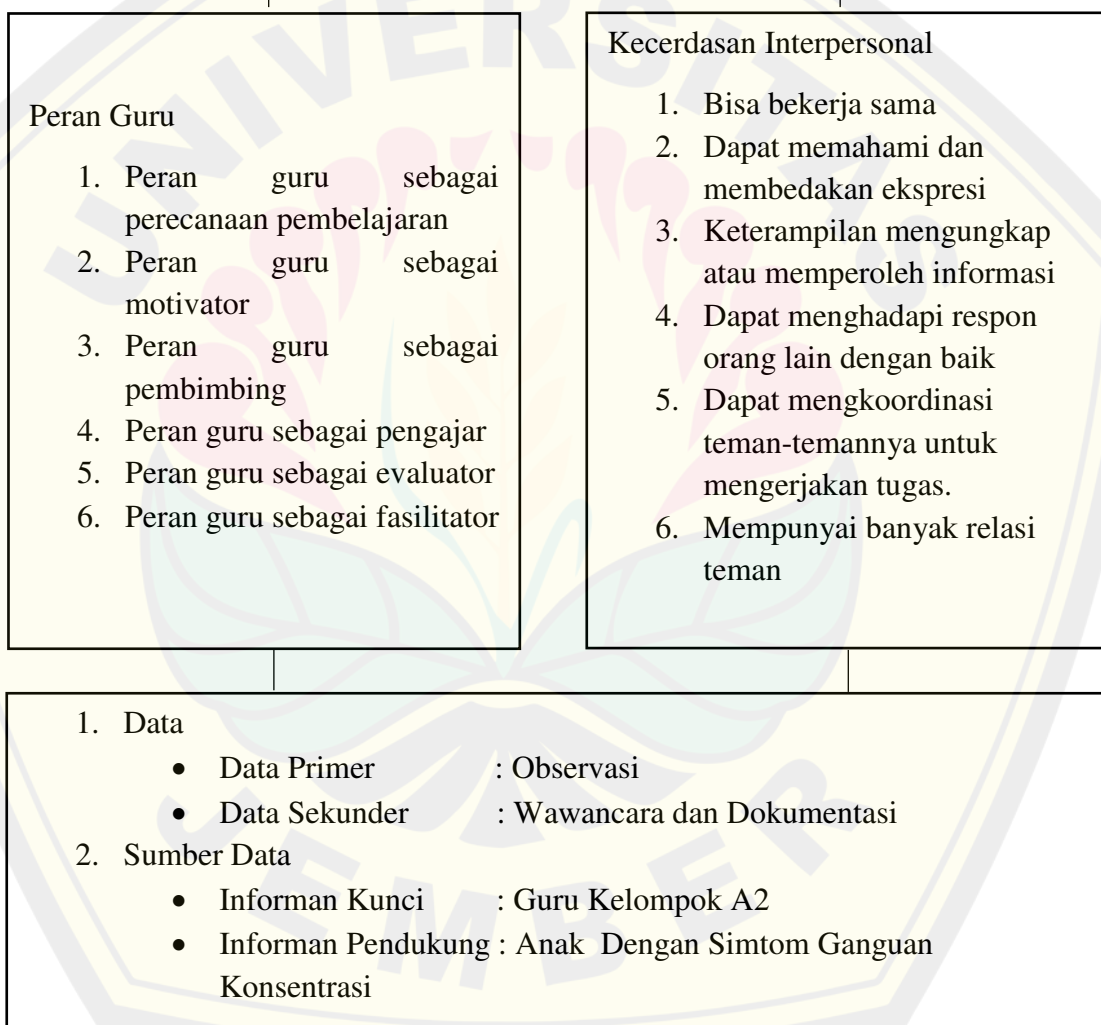 Peran Guru
1. Peran guru sebagai
perecanaan pembelajaran
2. Peran guru sebagai
motivator
3. Peran guru sebagai
pembimbing
4. Peran guru sebagai pengajar
5. Peran guru sebagai evaluator
6. Peran guru sebagai fasilitator
Kecerdasan Interpersonal
1. Bisa bekerja sama
2. Dapat memahami dan
membedakan ekspresi
3. Keterampilan mengungkap
atau memperoleh informasi
4. Dapat menghadapi respon
orang lain dengan baik
5. Dapat mengkoordinasi
teman-temannya untuk
mengerjakan tugas.
6. Mempunyai banyak relasi
teman
1. Data
• Data Primer : Observasi
• Data Sekunder : Wawancara dan Dokumentasi
2. Sumber Data
• Informan Kunci : Guru Kelompok A2
• Informan Pendukung : Anak Dengan Simtom Ganguan
Konsentrasi
UNIVERSITAS
JEMBER